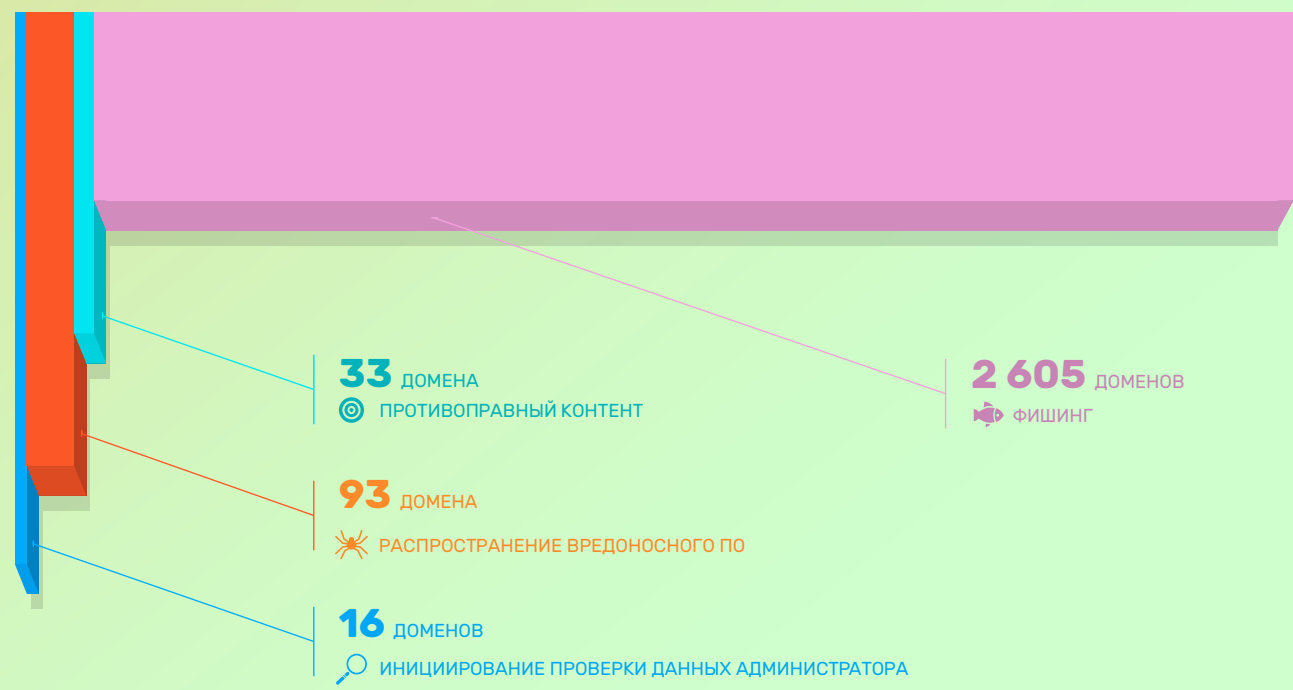 33 ДОМЕНА
ПРОТИВОПРАВНЫЙ КОНТЕНТ
2 605 ДОМЕНОВ
ФИШИНГ
93 ДОМЕНА
РАСПРОСТРАНЕНИЕ ВРЕДОНОСНОГО ПО
16 ДОМЕНОВ
ИНИЦИИРОВАНИЕ ПРОВЕРКИ ДАННЫХ АДМИНИСТРАТОРА